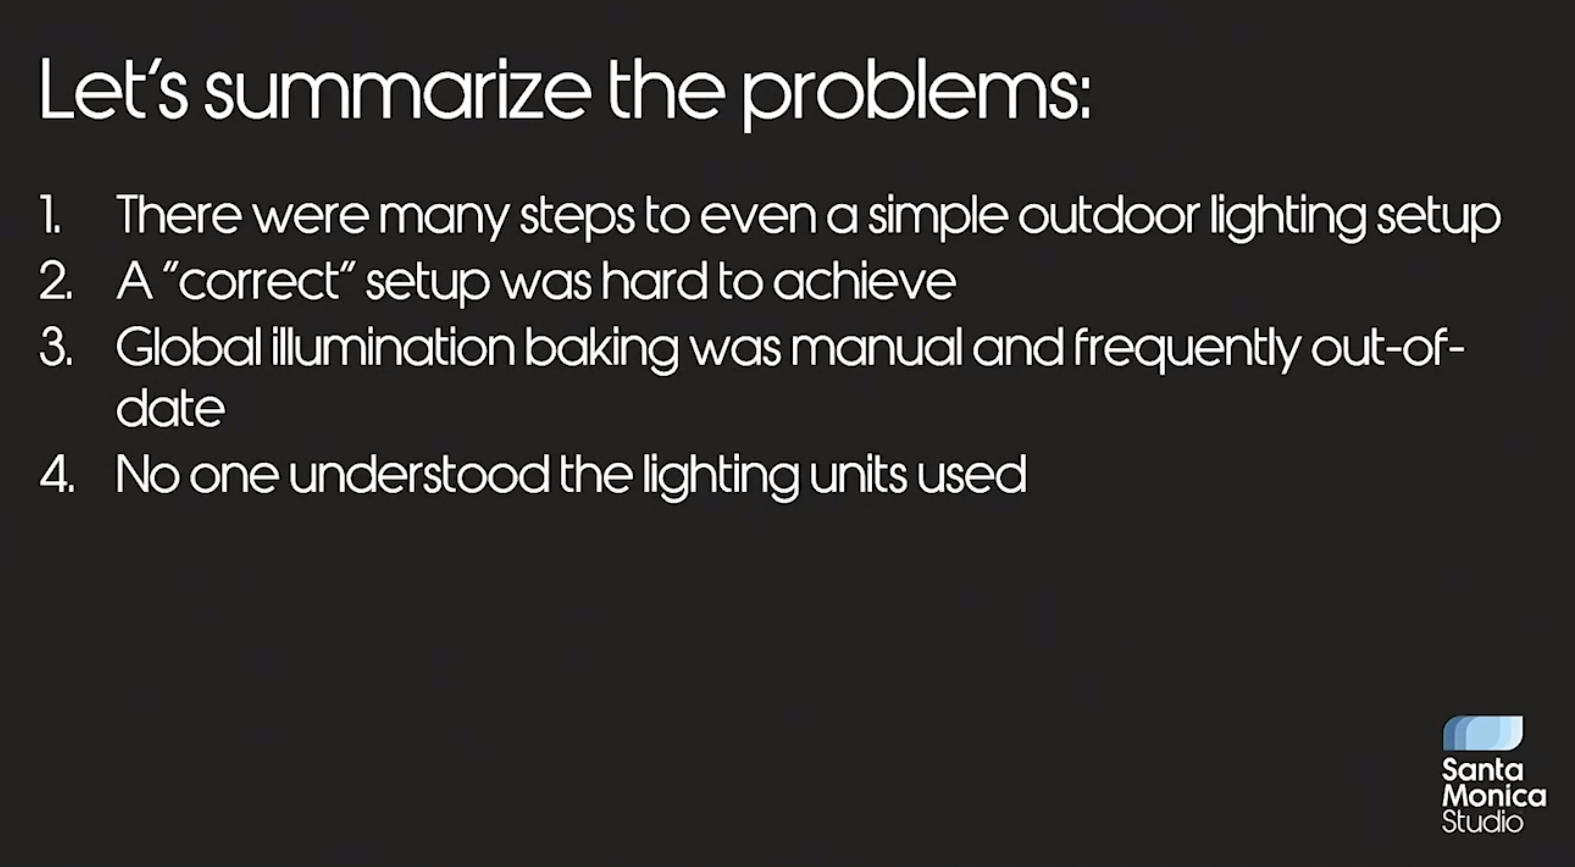 Let's summarize the problems:
1. There were many steps to even a simple outdoor lighting setup
2. A "correct" setup was hard to achieve
3. Global illumination baking was manual and frequently out-of-
date
4. No one understood the lighting units used
Santa
Monica
Studio